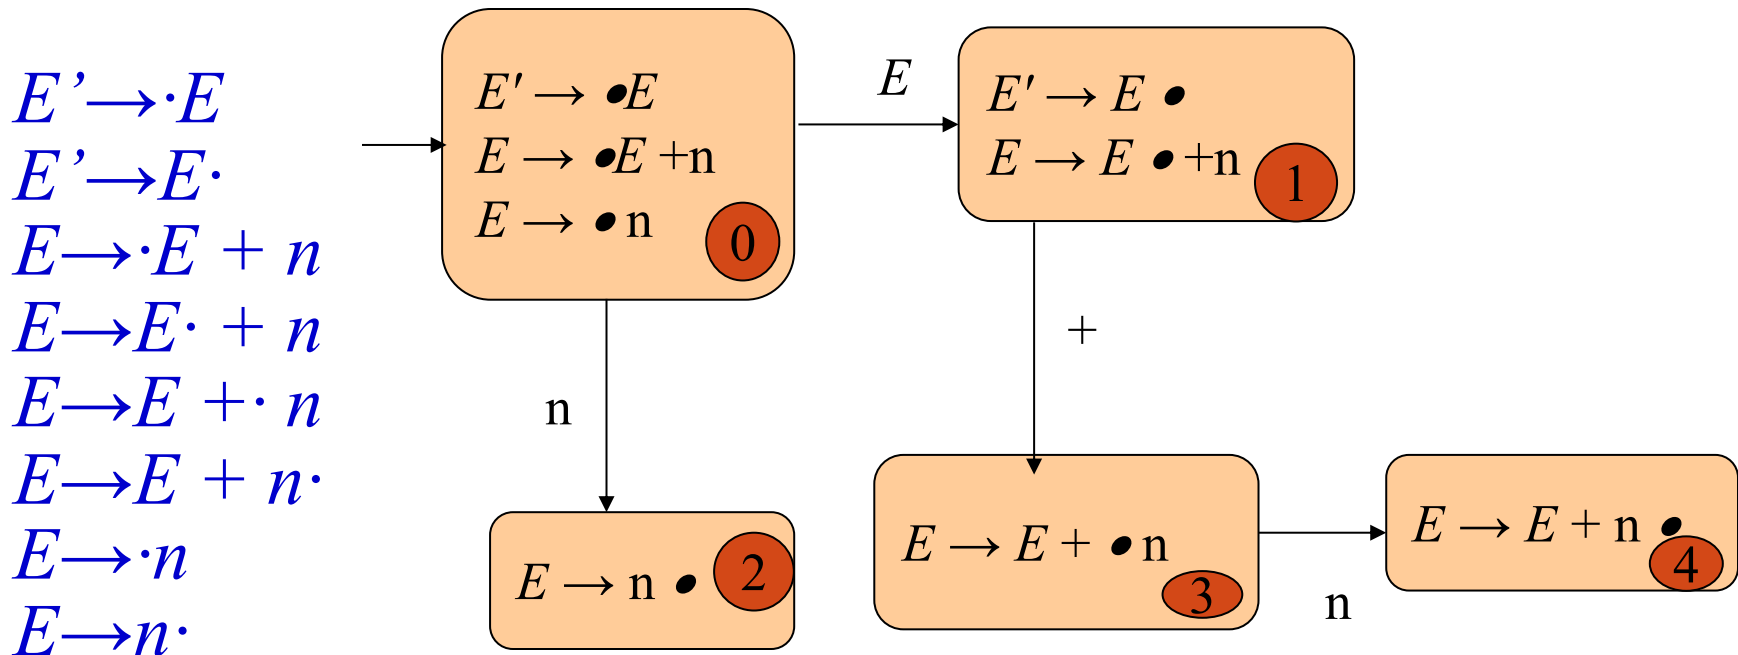 E’→·E
E’→E·
E→·E + n
E→E· + n
E→E +· n
E→E + n·
E→·n
E→n·
E′ → •E
E → •E +n
E → • n
0
E
E′ → E •
E → E • +n
1
n
+
E → n •
2
E → E + • n
3
n
E → E + n •
4